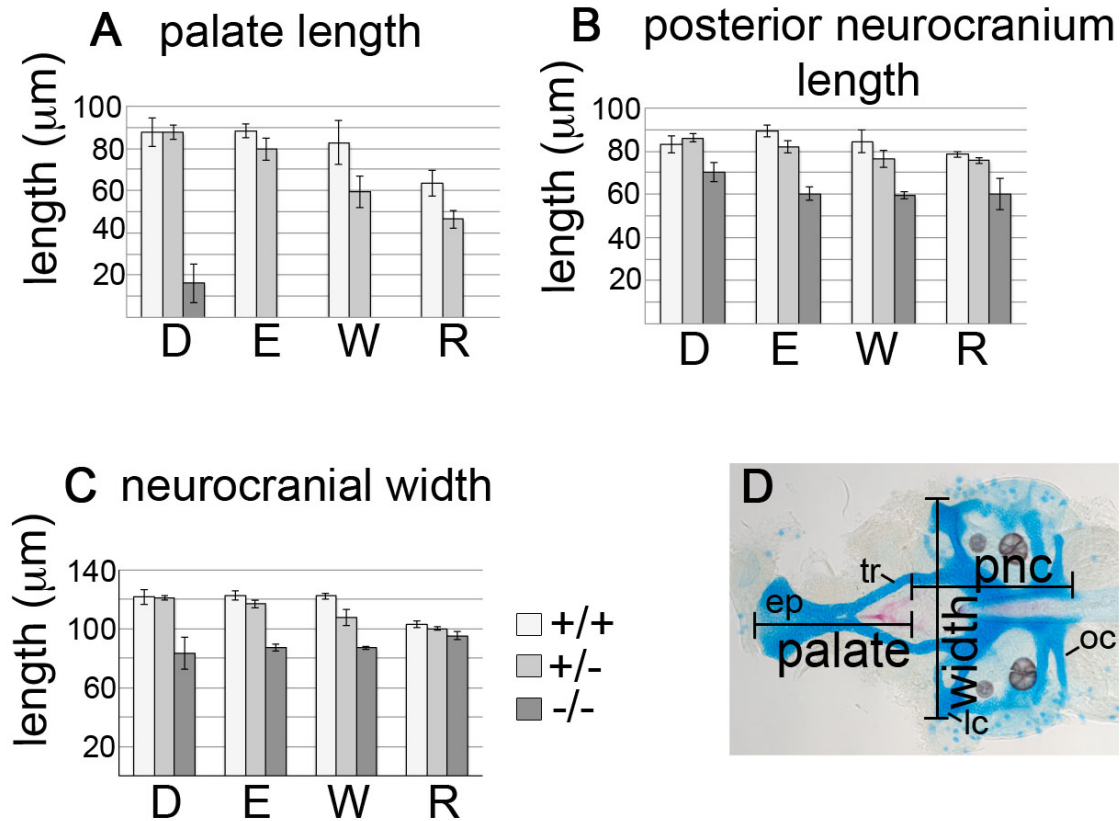 A palate length
length (μm)
100
80
60
40
20
D E W R
B posterior neurocranium
length
length (μm)
100
80
60
40
20
D E W R
C neurocranial width
length (μm)
140
100
60
20
D E W R
+/+
+/-
-/-
D
tr
pnc
ep
palate
width
oc
lc